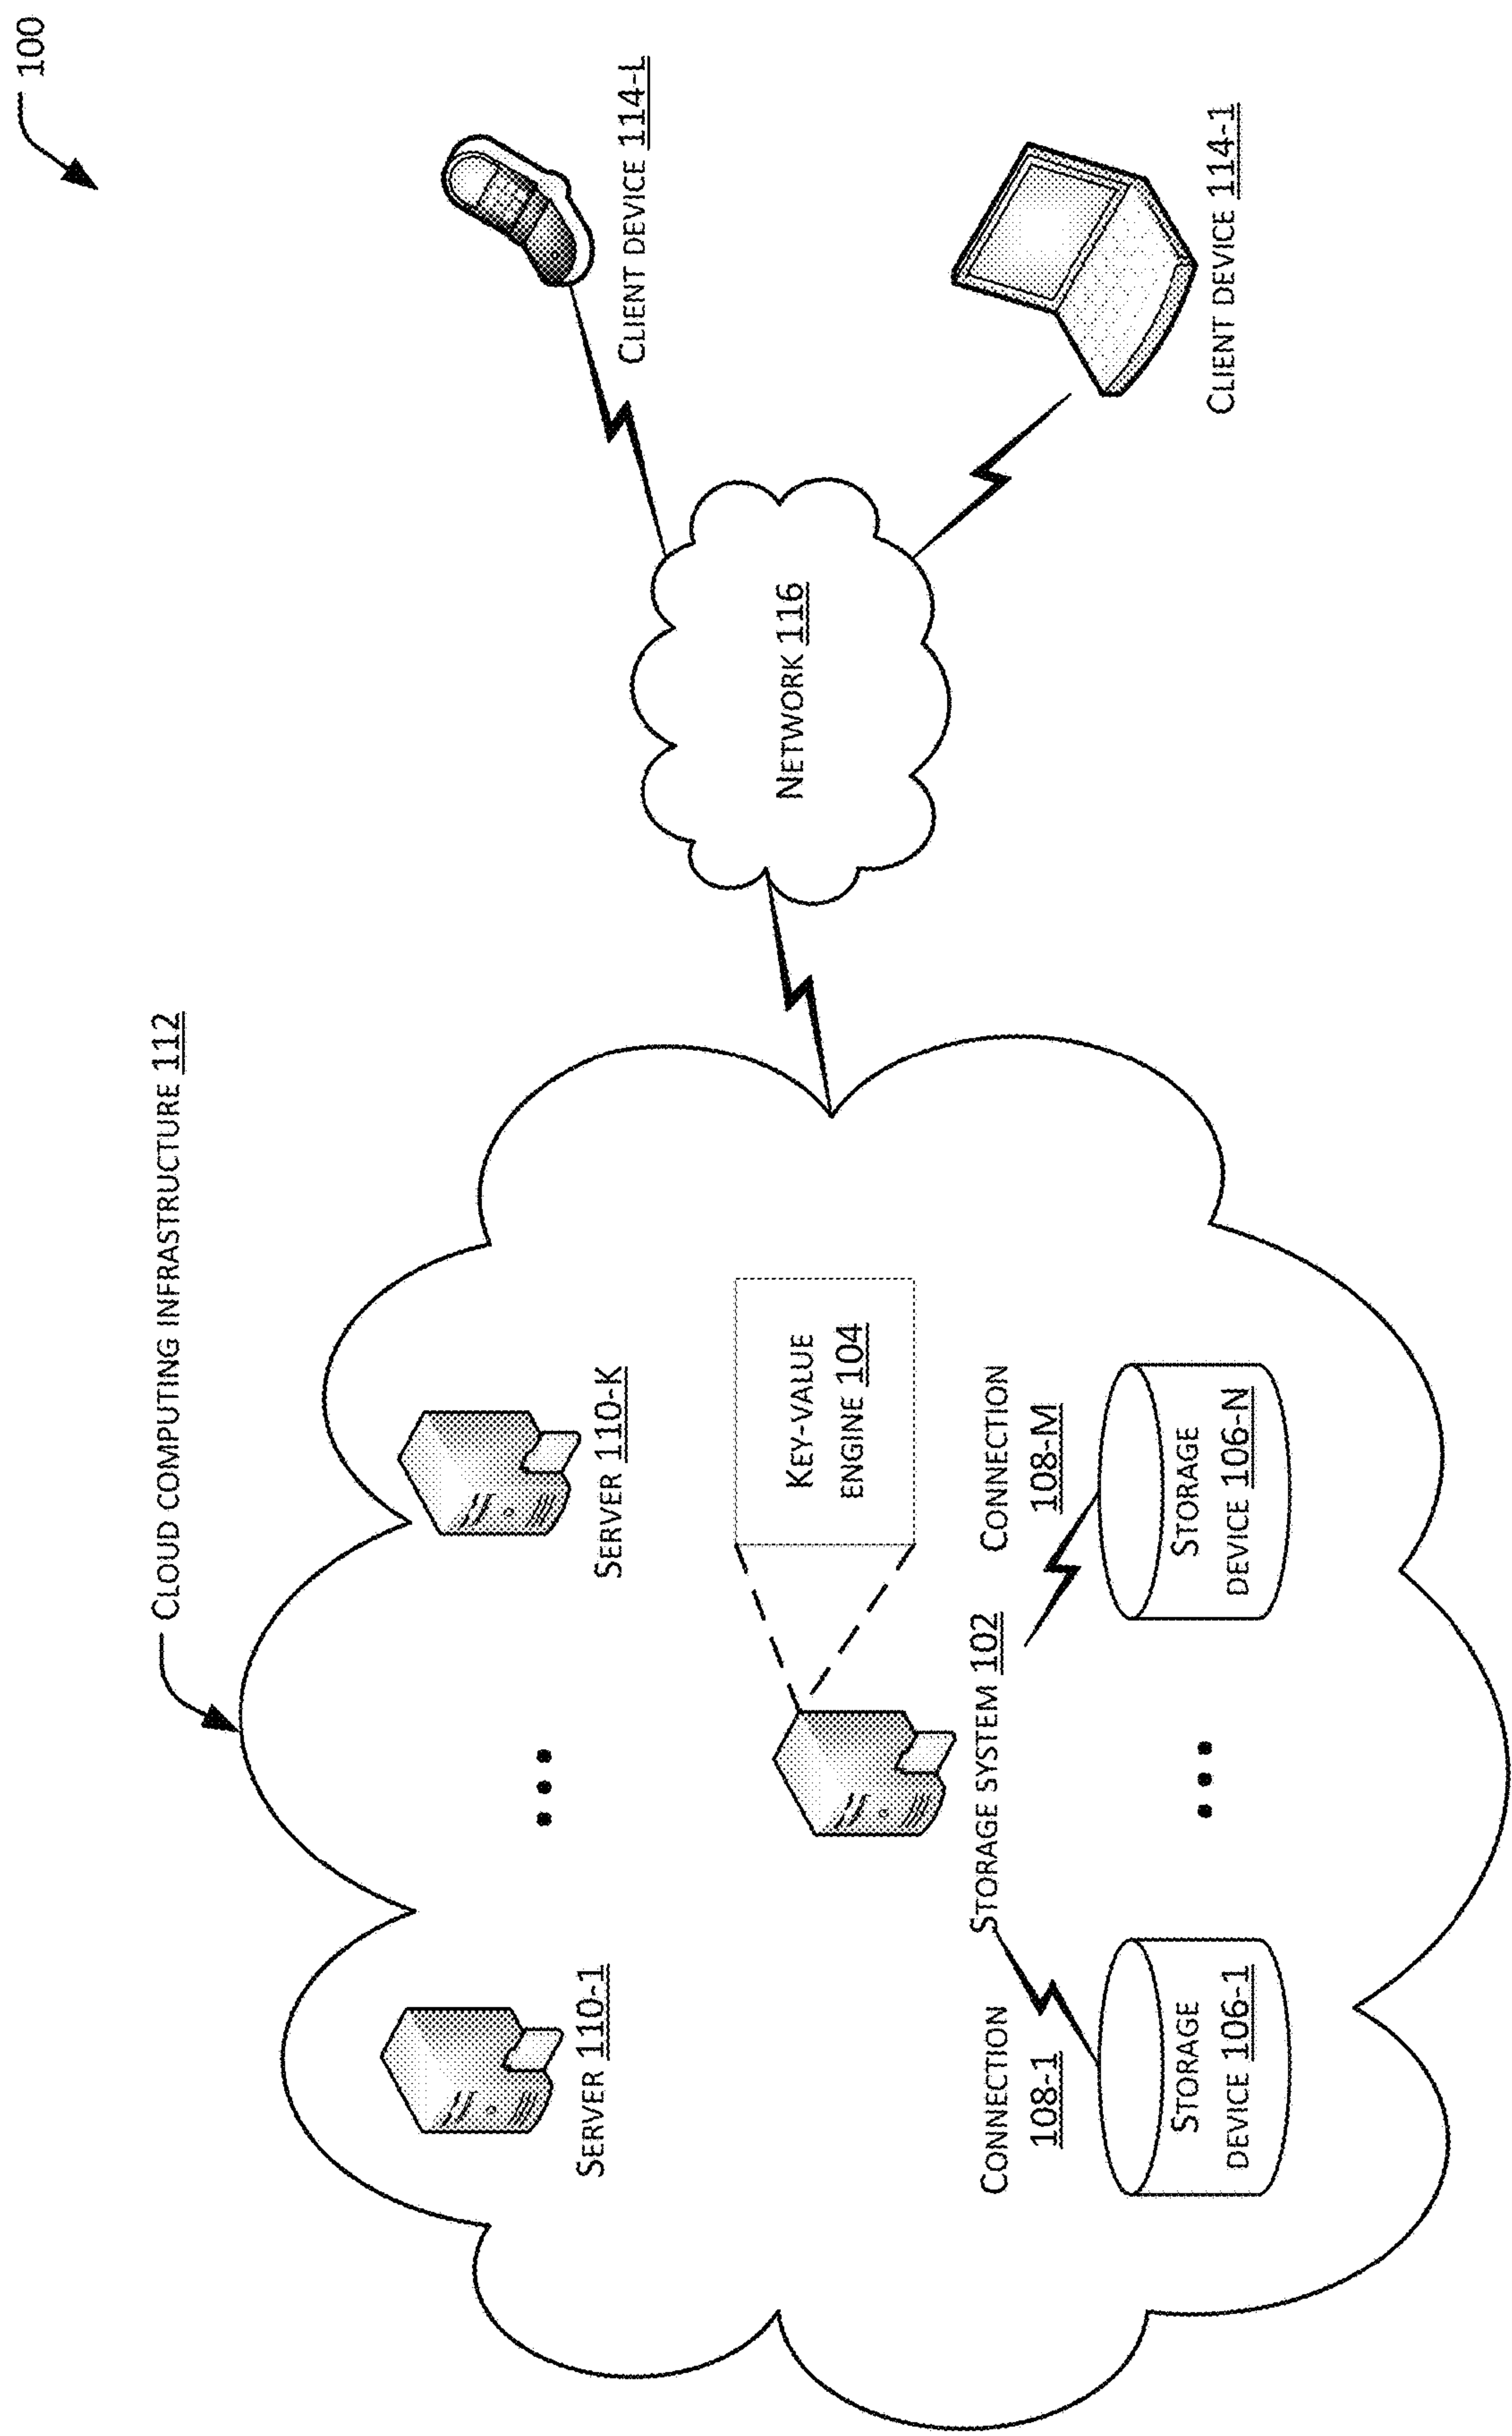 100
CLOUD COMPUTING INFRASTRUCTURE 112
SERVER 110-1
SERVER 110-K
KEY-VALUE
ENGINE 104
STORAGE SYSTEM 102
CONNECTION
108-1
CONNECTION
108-M
STORAGE
DEVICE 106-1
STORAGE
DEVICE 106-N
NETWORK 116
CLIENT DEVICE 114-L
CLIENT DEVICE 114-1